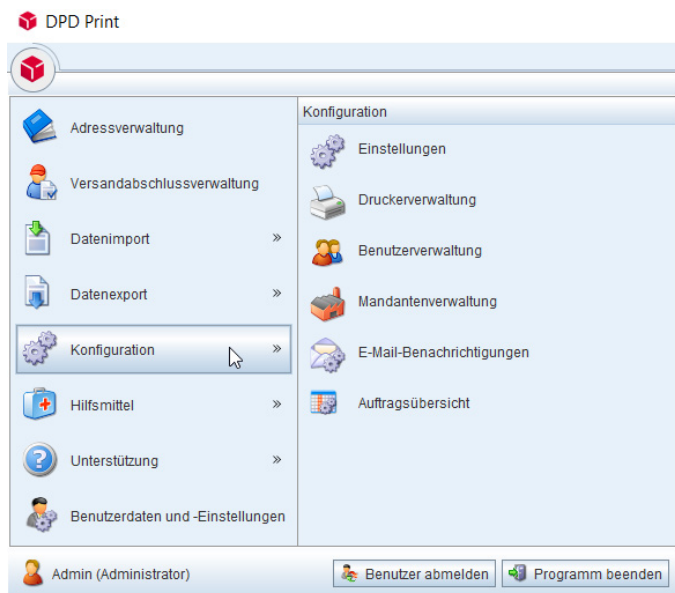 DPD Print
Adressverwaltung
Versandabschlussverwaltung
Datenimport »
Datenexport »
Konfiguration »
Hilfsmittel »
Unterstützung »
Benutzerdaten und -Einstellungen
Konfiguration
Einstellungen
Druckerverwaltung
Benutzerverwaltung
Mandantenverwaltung
E-Mail-Benachrichtigungen
Auftragsübersicht
Admin (Administrator)
Benutzer abmelden
Programm beenden